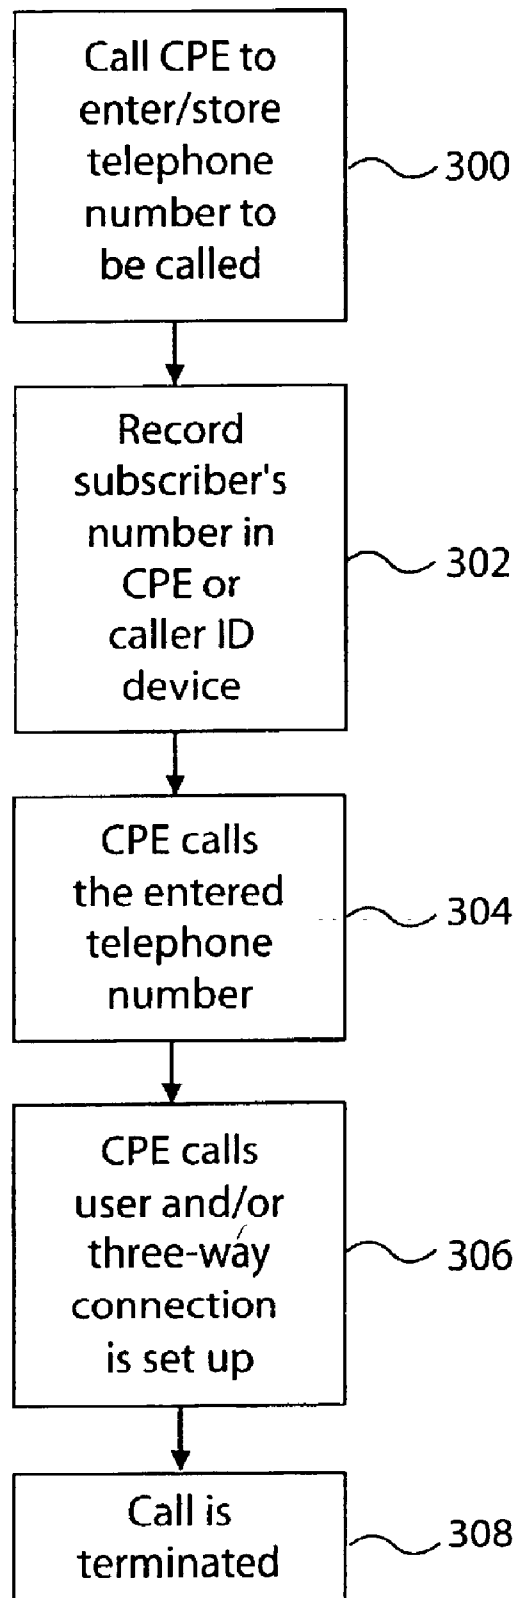 Call CPE to
enter/store
telephone
number to
be called
300
Record
subscriber's
number in
CPE or
caller ID
device
302
CPE calls
the entered
telephone
number
304
CPE calls
user and/or
three-way
connection
is set up
306
Call is
terminated
308